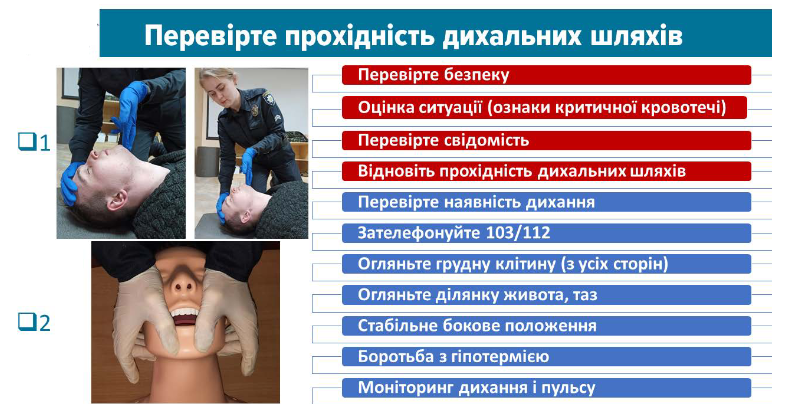 Перевірте прохідність дихальних шляхів
Перевірте безпеку
Оцінка ситуації (ознаки критичної кровотечі)
❑1
Перевірте свідомість
Відновіть прохідність дихальних шляхів
Перевірте наявність дихання
Зателефонуйте 103/112
Огляньте грудну клітину (з усіх сторін)
Огляньте ділянку живота, таз
❑2
Стабільне бокове положення
Боротьба з гіпотермією
Моніторинг дихання і пульсу